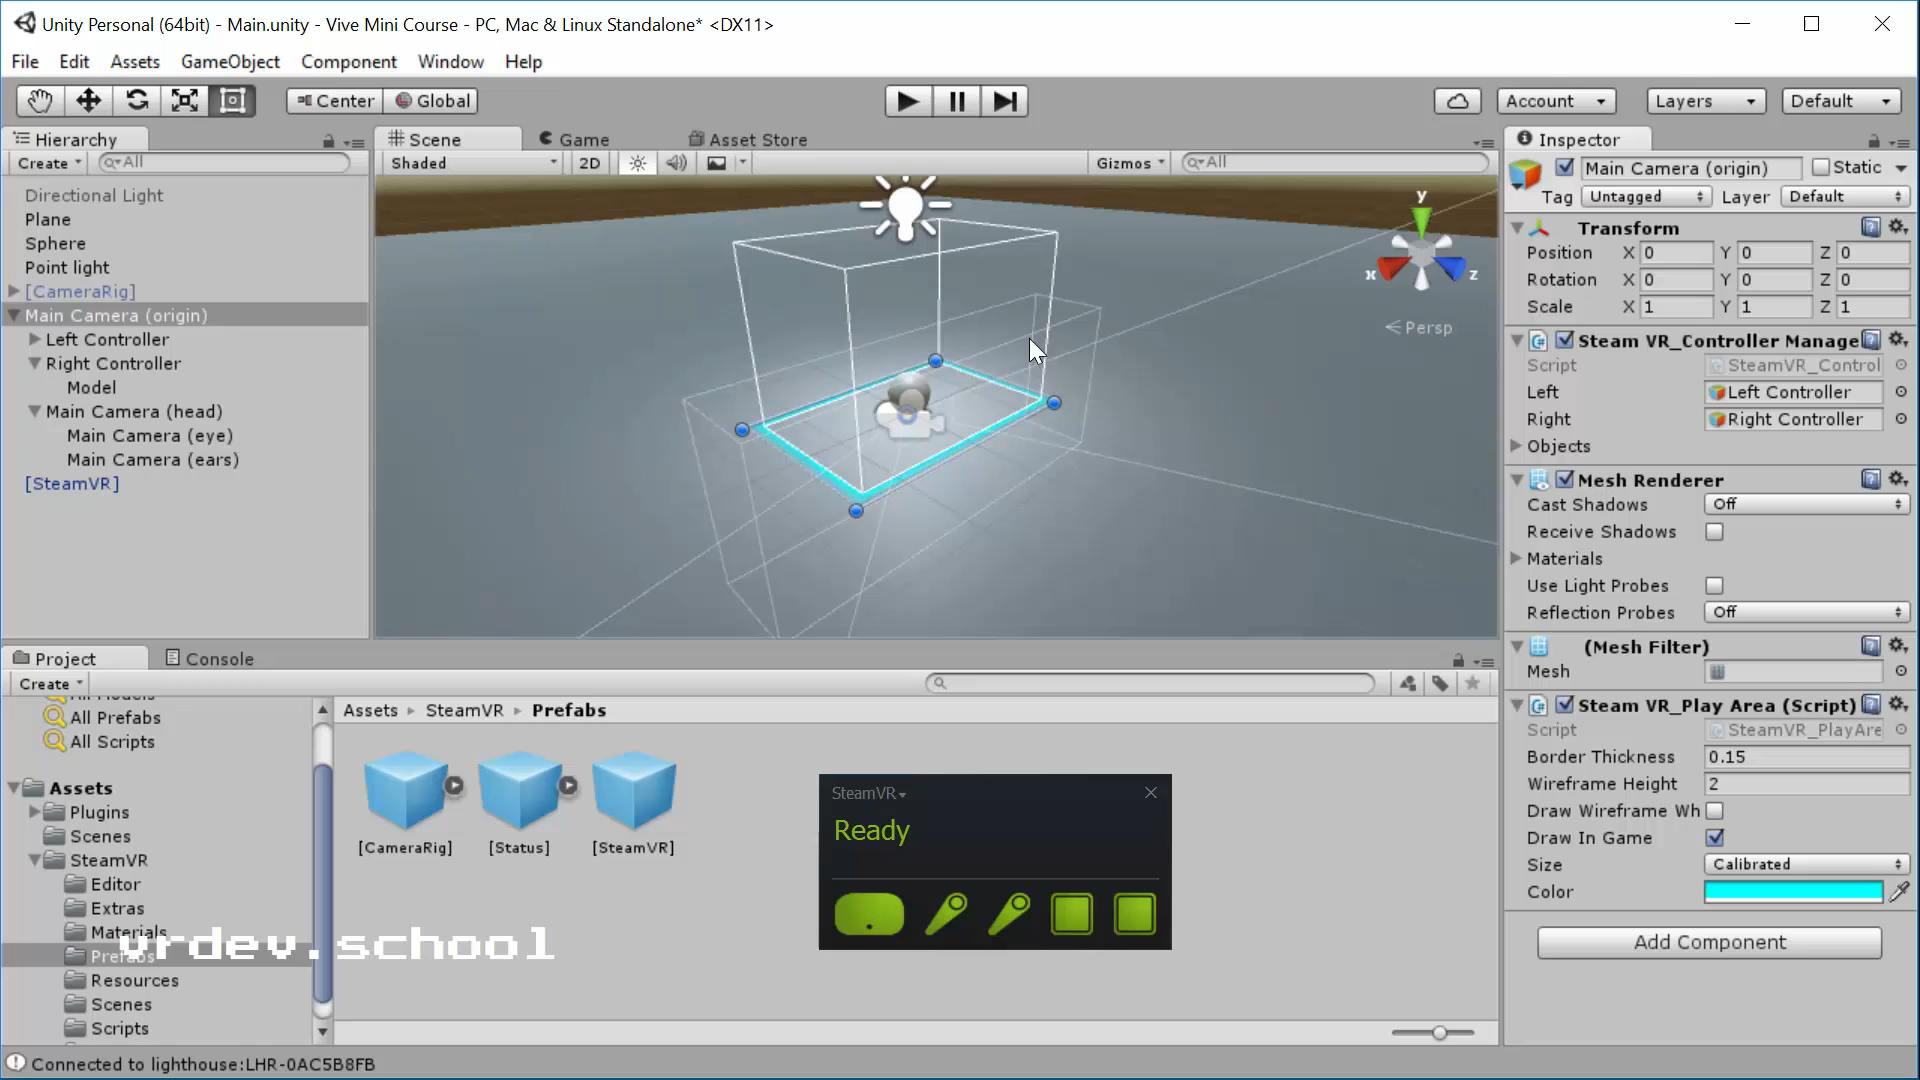 Unity Personal (64bit) - Main.unity - Vive Mini Course - PC, Mac & Linux Standalone* <DX11>
File Edit Assets GameObject Component Window Help
Center Global Account Layers Default
Hierarchy
Create All
Directional Light
Plane
Sphere
Point light
[CameraRig]
Main Camera (origin)
Left Controller
Right Controller
Model
Main Camera (head)
Main Camera (eye)
Main Camera (ears)
[SteamVR]
Scene Game Asset Store
Shaded 2D Gizmos All
y
x z
Persp
Inspector
Main Camera (origin) Static
Tag Untagged Layer Default
Transform
Position X 0 Y 0 Z 0
Rotation X 0 Y 0 Z 0
Scale X 1 Y 1 Z 1
Steam VR_Controller Manage
Script SteamVR_Control
Left Left Controller
Right Right Controller
Objects
Mesh Renderer
Cast Shadows Off
Receive Shadows
Materials
Use Light Probes
Reflection Probes Off
(Mesh Filter)
Mesh
Steam VR_Play Area (Script)
Script SteamVR_PlayAre
Border Thickness 0.15
Wireframe Height 2
Draw Wireframe Wh
Draw In Game
Size Calibrated
Color
Add Component
Project Console
Create
All Models
All Prefabs
All Scripts
Assets
Plugins
Scenes
SteamVR
Editor
Extras
Materials
Prefabs
Resources
Scenes
Scripts
Assets SteamVR Prefabs
[CameraRig] [Status] [SteamVR]
SteamVR
Ready
vrdev.school
Connected to lighthouse:LHR-0AC5B8FB